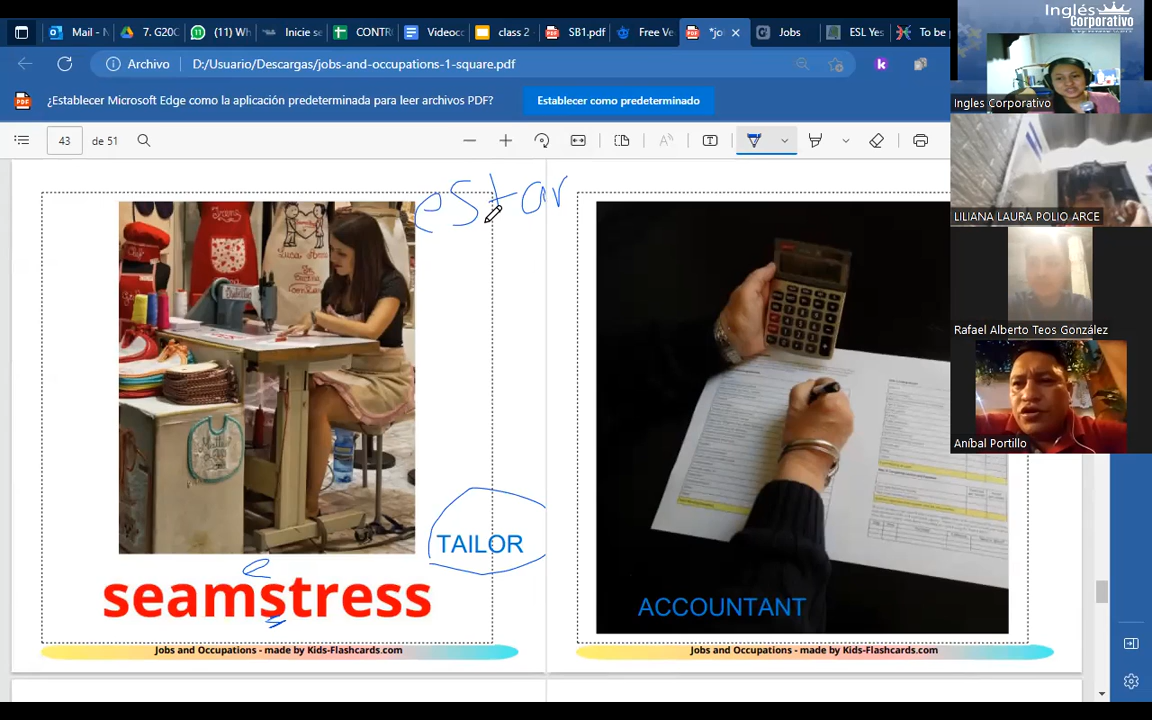 Mail - N
7. G20C
(11) Wh
Inicie se
CONTR
Videocc
class 2 -
SB1.pdf
Free Ve
*jo
Jobs
ESL Yes
To be p
Archivo
D:/Usuario/Descargas/jobs-and-occupations-1-square.pdf
¿Establecer Microsoft Edge como la aplicación predeterminada para leer archivos PDF?
Establecer como predeterminado
43
de 51
estar
TAILOR
e
seamstress
Jobs and Occupations - made by Kids-Flashcards.com
ACCOUNTANT
Jobs and Occupations - made by Kids-Flashcards.com
Inglés
Corporativo
Ingles Corporativo
LILIANA LAURA POLIO ARCE
Rafael Alberto Teos González
Aníbal Portillo